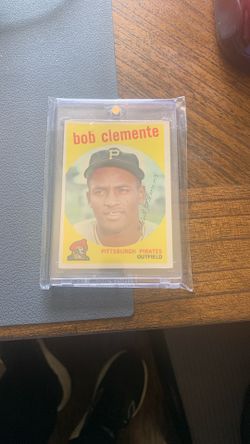 bob clemente
P
PITTSBURGH PIRATES
OUTFIELD